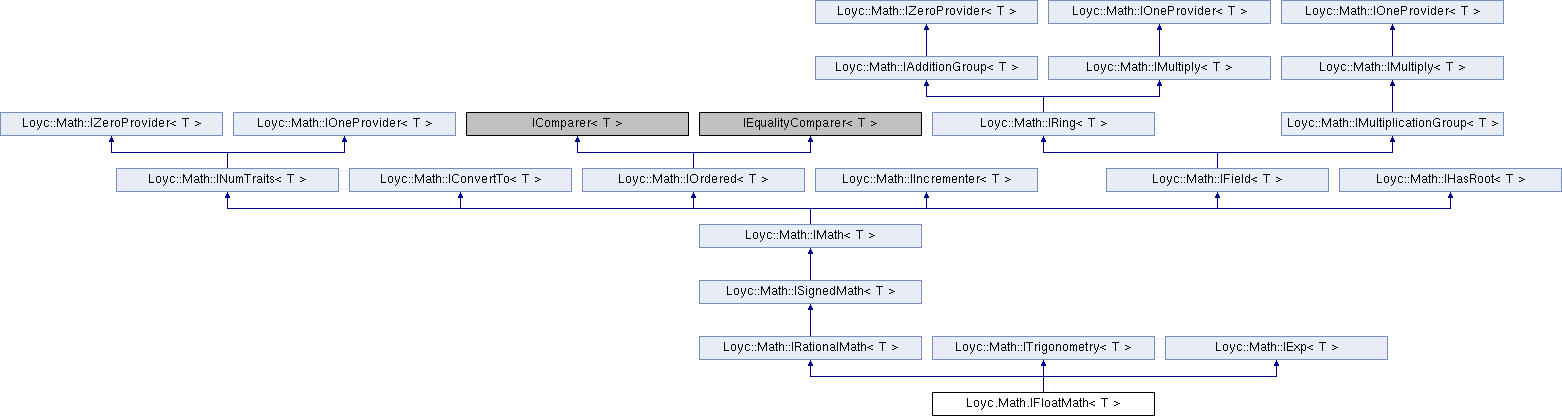 Loyc::Math::IZeroProvider< T >
Loyc::Math::IOneProvider< T >
Loyc::Math::IOneProvider< T >
Loyc::Math::IAdditionGroup< T >
Loyc::Math::IMultiply< T >
Loyc::Math::IMultiply< T >
Loyc::Math::IZeroProvider< T >
Loyc::Math::IOneProvider< T >
IComparer< T >
IEqualityComparer< T >
Loyc::Math::IRing< T >
Loyc::Math::IMultiplicationGroup< T >
Loyc::Math::INumTraits< T >
Loyc::Math::IConvertTo< T >
Loyc::Math::IOrdered< T >
Loyc::Math::IIncrementer< T >
Loyc::Math::IField< T >
Loyc::Math::IHasRoot< T >
Loyc::Math::IMath< T >
Loyc::Math::ISignedMath< T >
Loyc::Math::IRationalMath< T >
Loyc::Math::ITrigonometry< T >
Loyc::Math::IExp< T >
Loyc.Math.IFloatMath< T >